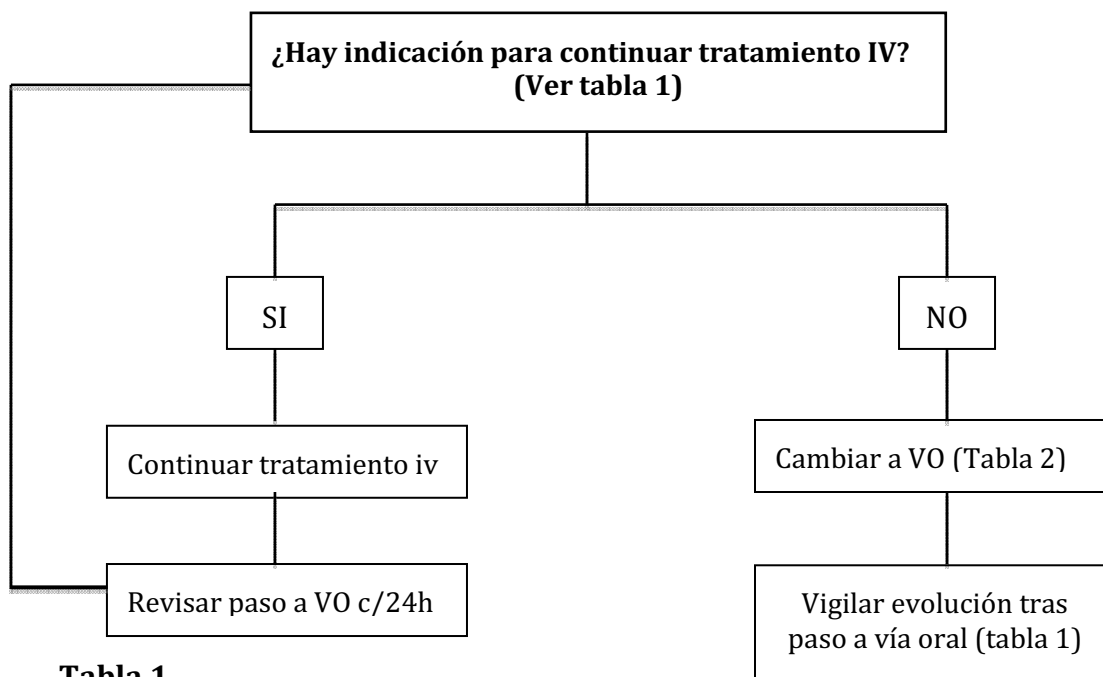 ¿Hay indicación para continuar tratamiento IV?
(Ver tabla 1)
SI
NO
Continuar tratamiento iv
Cambiar a VO (Tabla 2)
Revisar paso a VO c/24h
Vigilar evolución tras
paso a vía oral (tabla 1)
Tabla 1